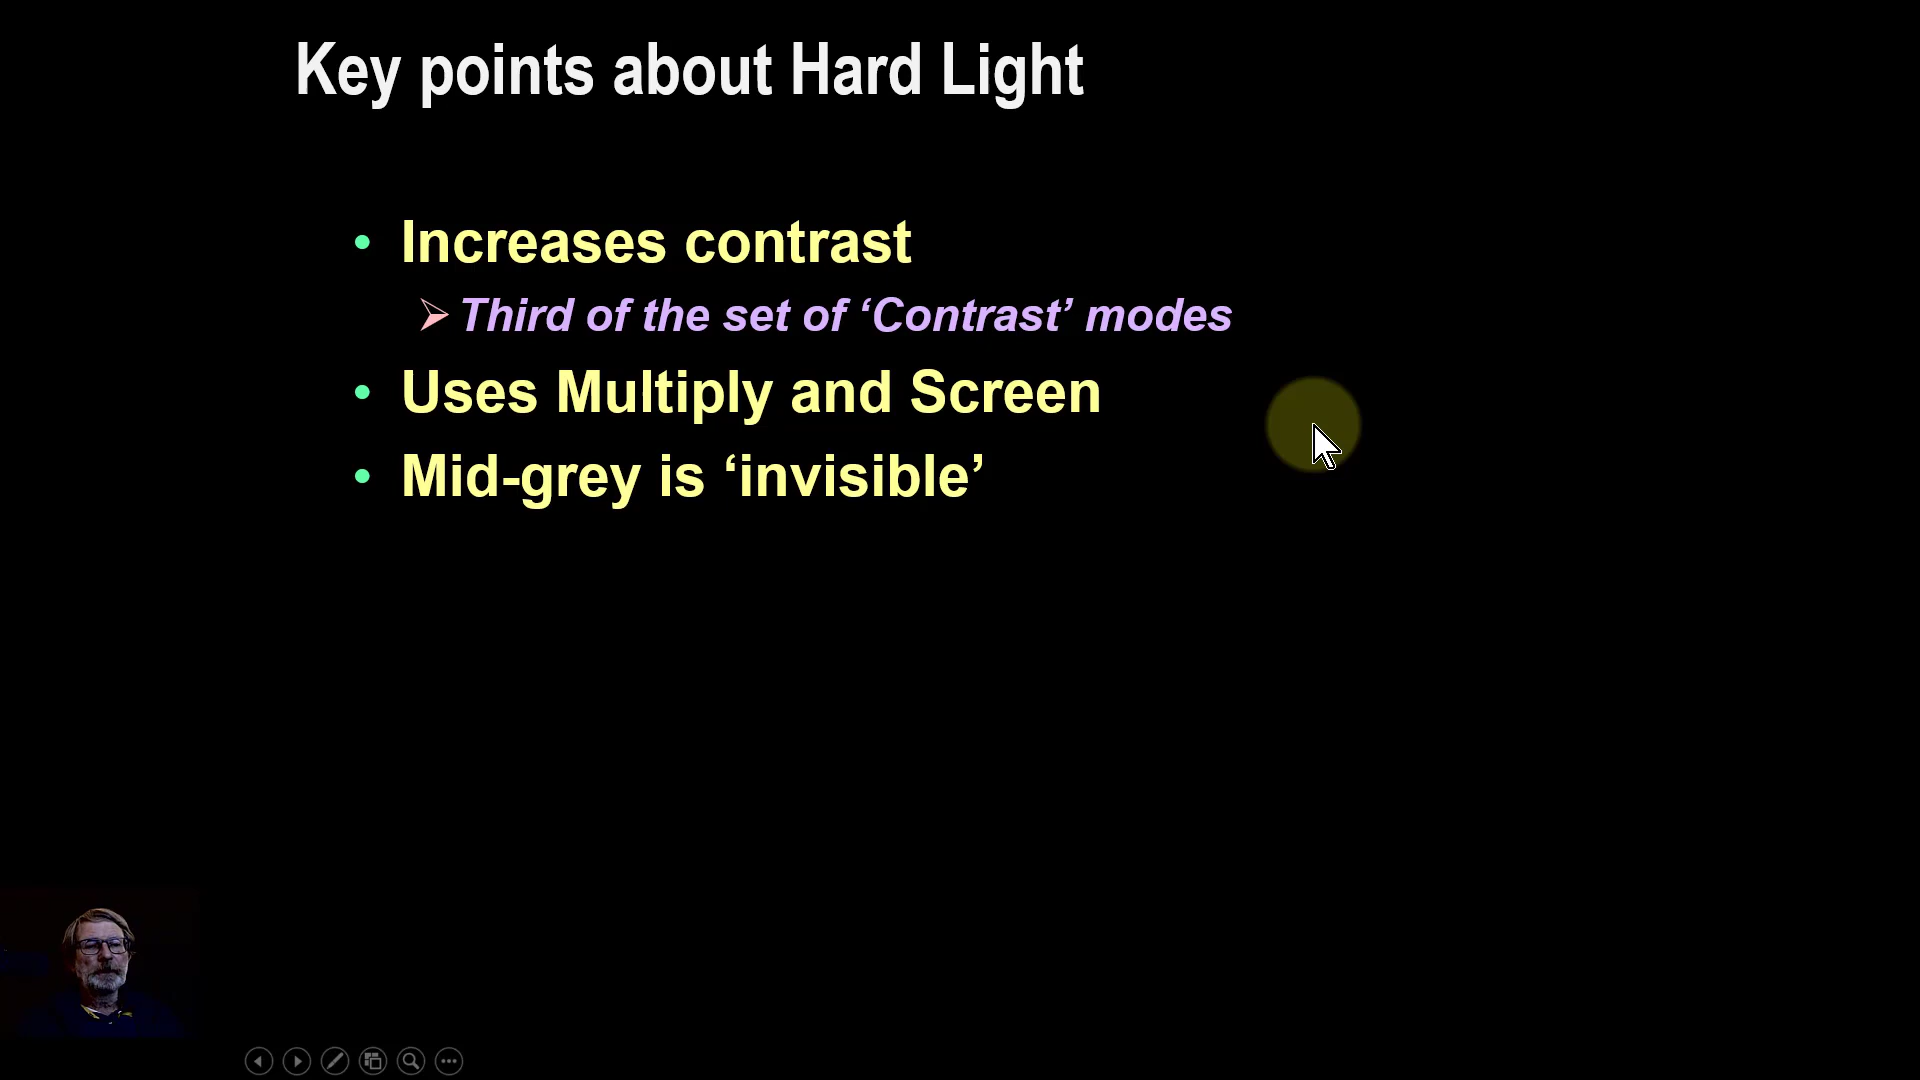 Key points about Hard Light
• Increases contrast
➢ Third of the set of ‘Contrast’ modes
• Uses Multiply and Screen
• Mid-grey is ‘invisible’